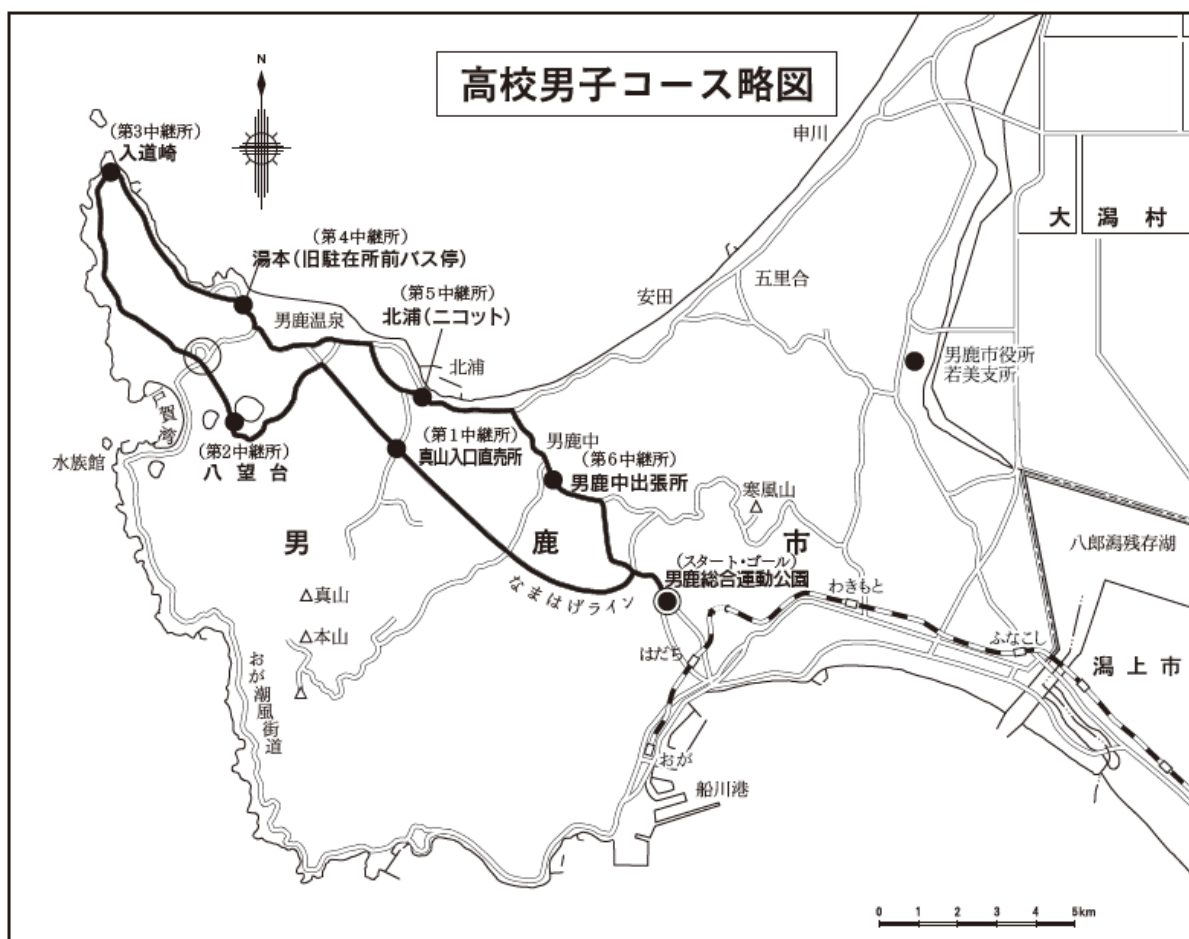 高校男子コース略図
N
(第3中継所)
入道崎
申川
大潟村
(第4中継所)
湯本(旧駐在所前バス停)
(第5中継所)
北浦(ニコット)
安田
五里合
男鹿温泉
北浦
男鹿市役所
若美支所
戸賀湾
(第2中継所)
八望台
水族館
(第1中継所)
真山入口直売所
男鹿中
(第6中継所)
男鹿中出張所
寒風山
男鹿市
八郎潟残存湖
(スタート・ゴール)
男鹿総合運動公園
なまはげライン
わきもと
真山
本山
はだち
ふなこし
潟上市
おが潮風街道
おが
船川港
0 1 2 3 4 5km